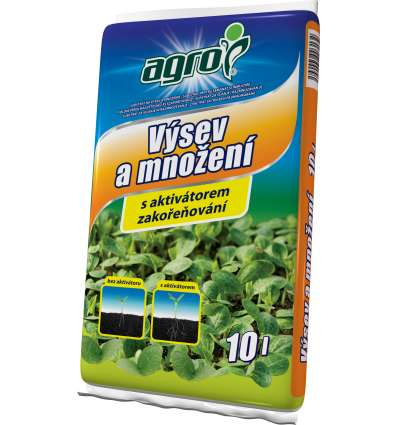 agro
Výsev
a množení
s aktivátorem
zakořeňování
bez aktivátoru
s aktivátorem
10 l
Výsev a množení 10 l